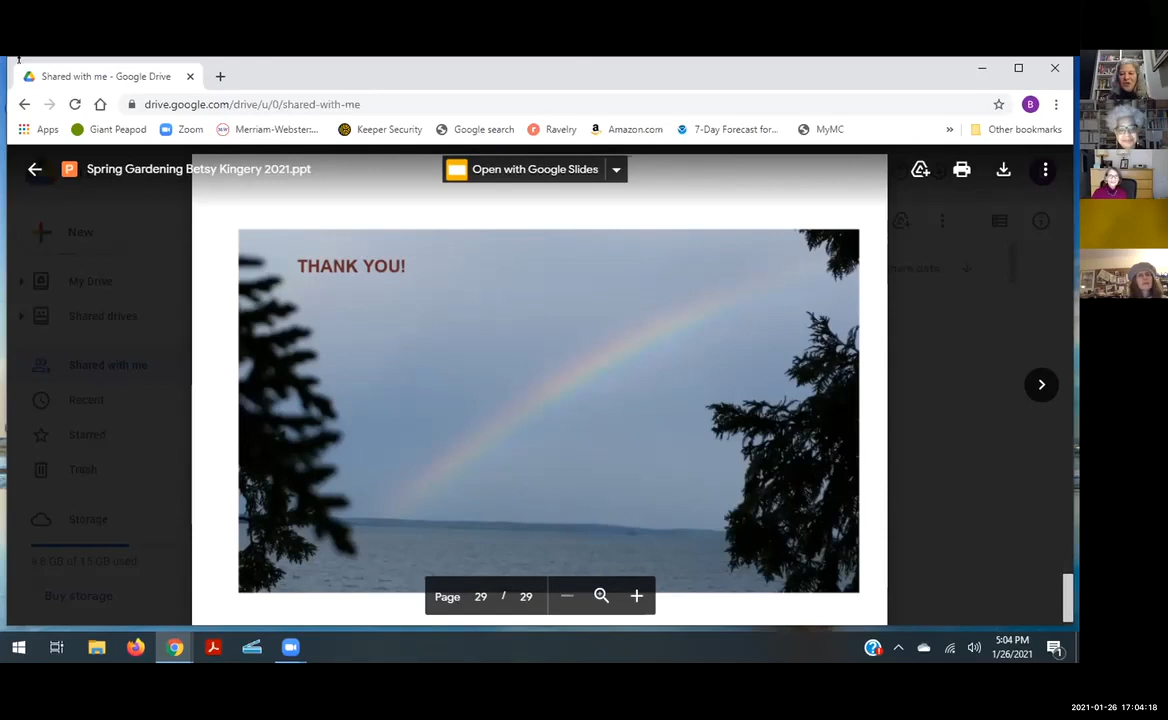 Shared with me - Google Drive
drive.google.com/drive/u/0/shared-with-me
Apps Giant Peapod Zoom Merriam-Webster... Keeper Security Google search Ravelry Amazon.com 7-Day Forecast for... MyMC » Other bookmarks
B
P Spring Gardening Betsy Kingery 2021.ppt Open with Google Slides
New
My Drive
Shared drives
Shared with me
Recent
Starred
Trash
Storage
Buy storage
THANK YOU!
Page 29 / 29
5:04 PM
1/26/2021
2021-01-26 17:04:18